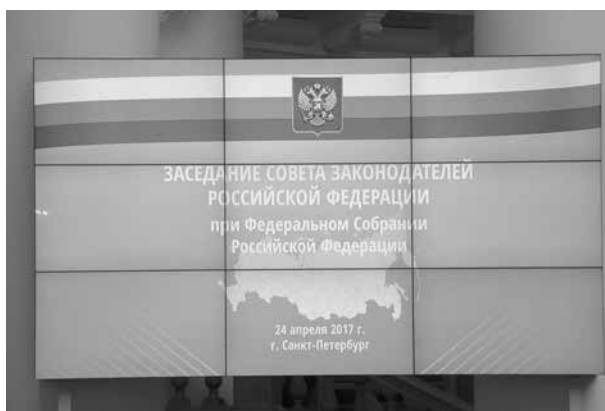 ЗАСЕДАНИЕ СОВЕТА ЗАКОНОДАТЕЛЕЙ
РОССИЙСКОЙ ФЕДЕРАЦИИ
при Федеральном Собрании
Российской Федерации
24 апреля 2017 г.
г. Санкт-Петербург